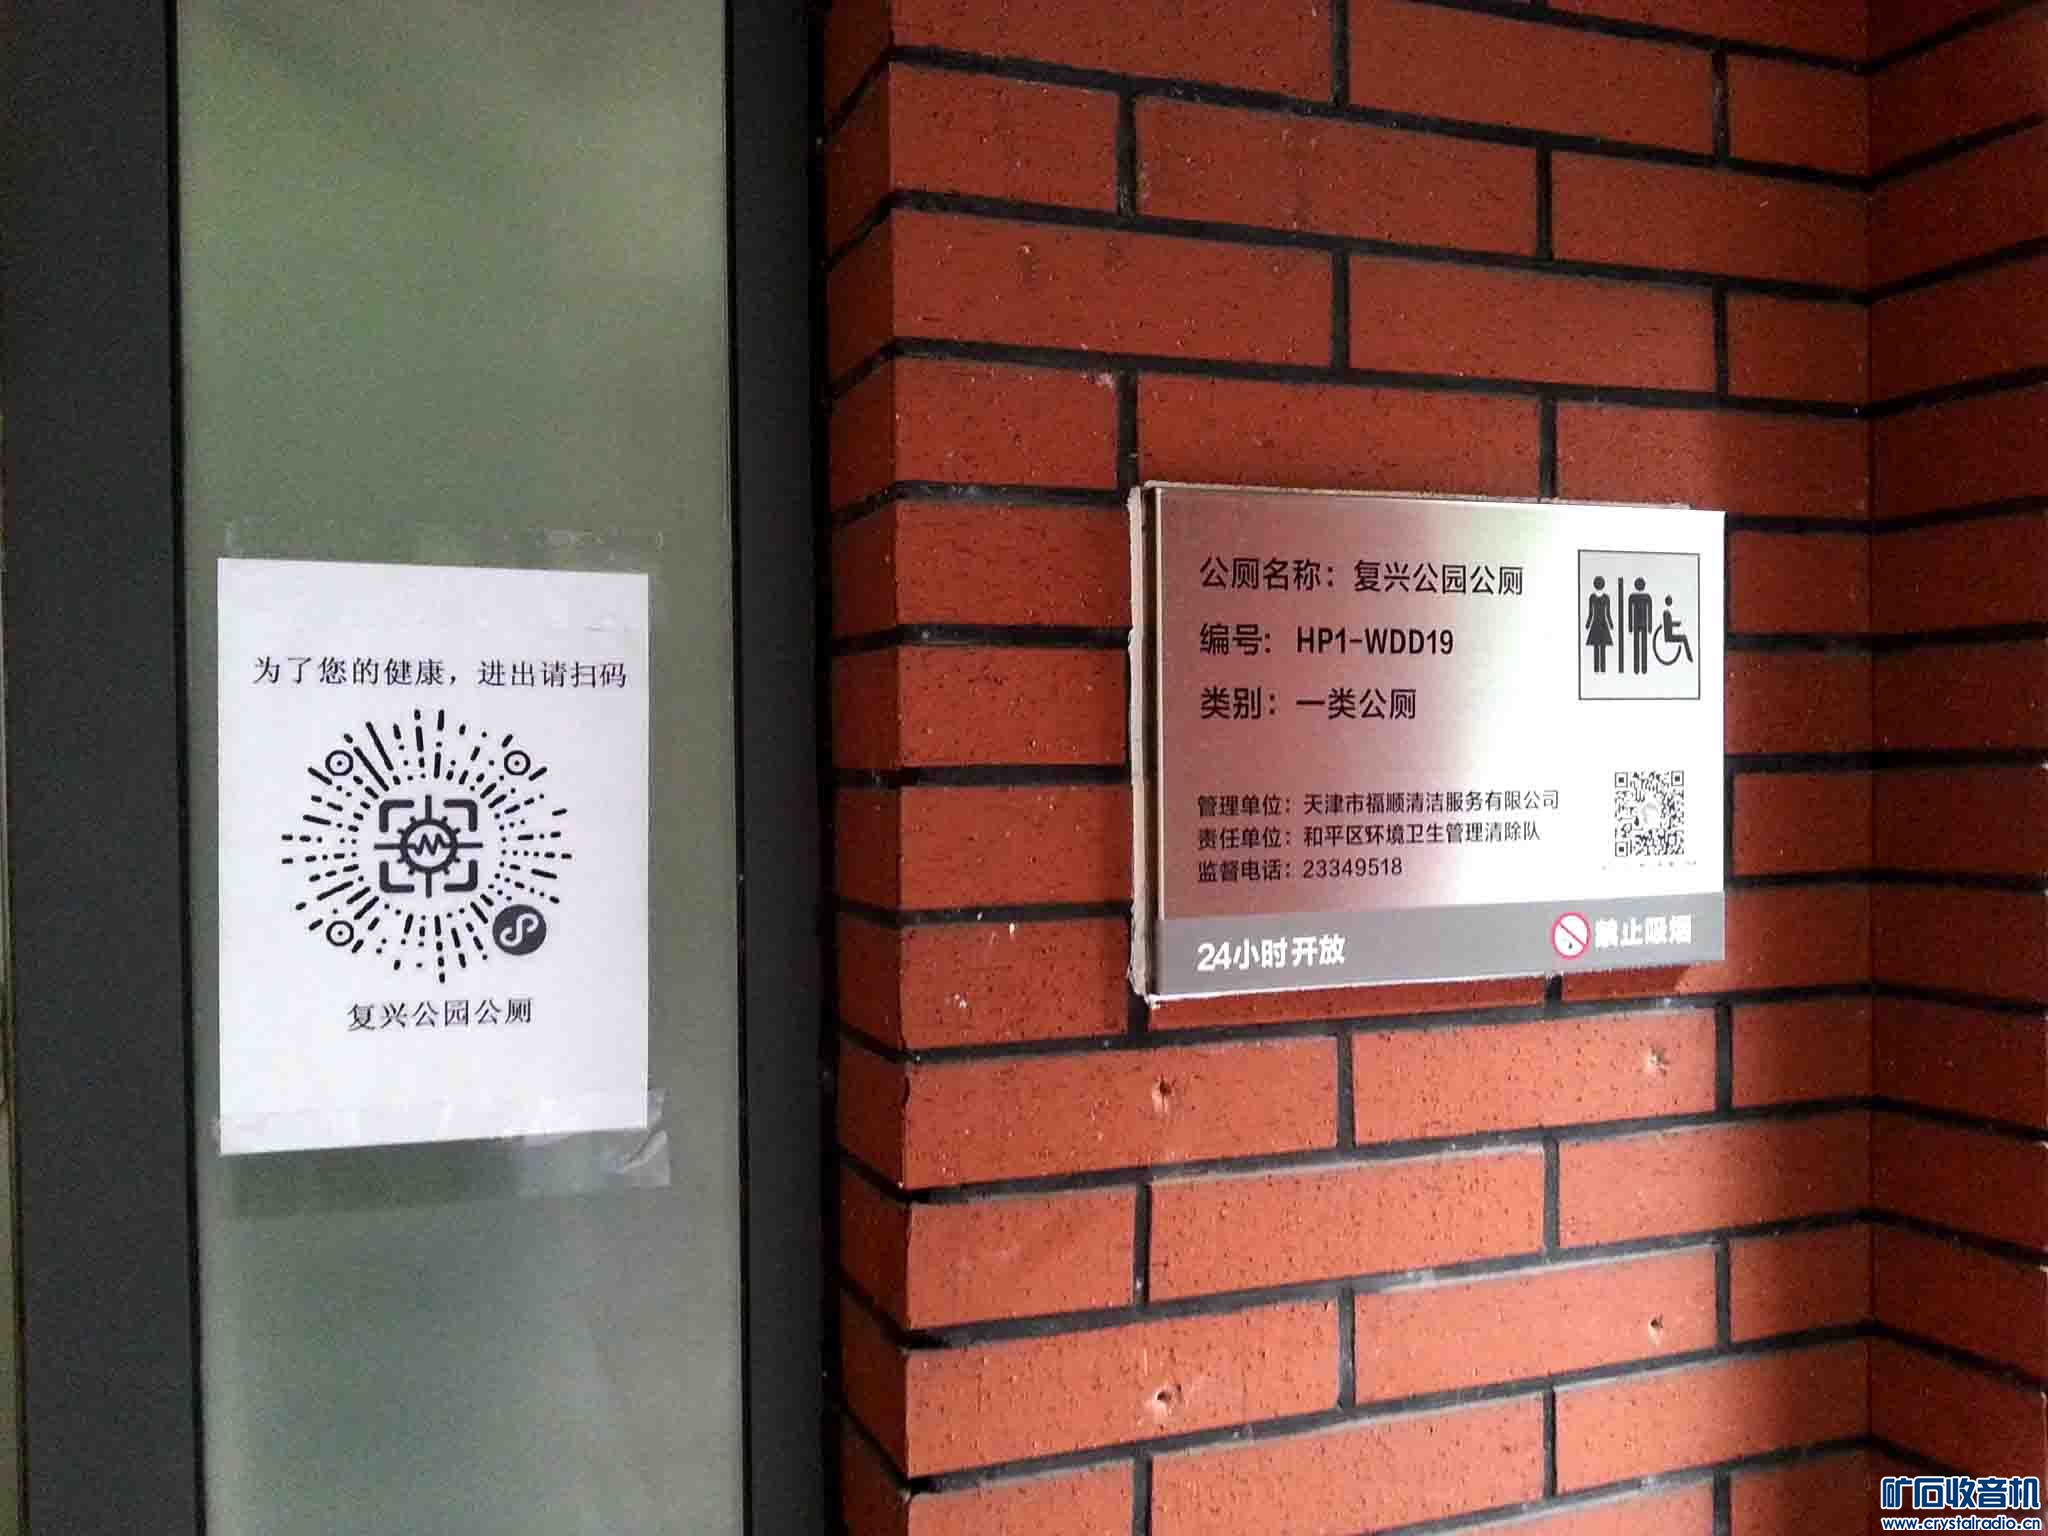 为了您的健康，进出请扫码
复兴公园公厕
公厕名称：复兴公园公厕
编号：HP1-WDD19
类别：一类公厕
管理单位：天津市福顺清洁服务有限公司
责任单位：和平区环境卫生管理清除队
监督电话：23349518
24小时开放
禁止吸烟
矿石收音机
www.crystalradio.cn